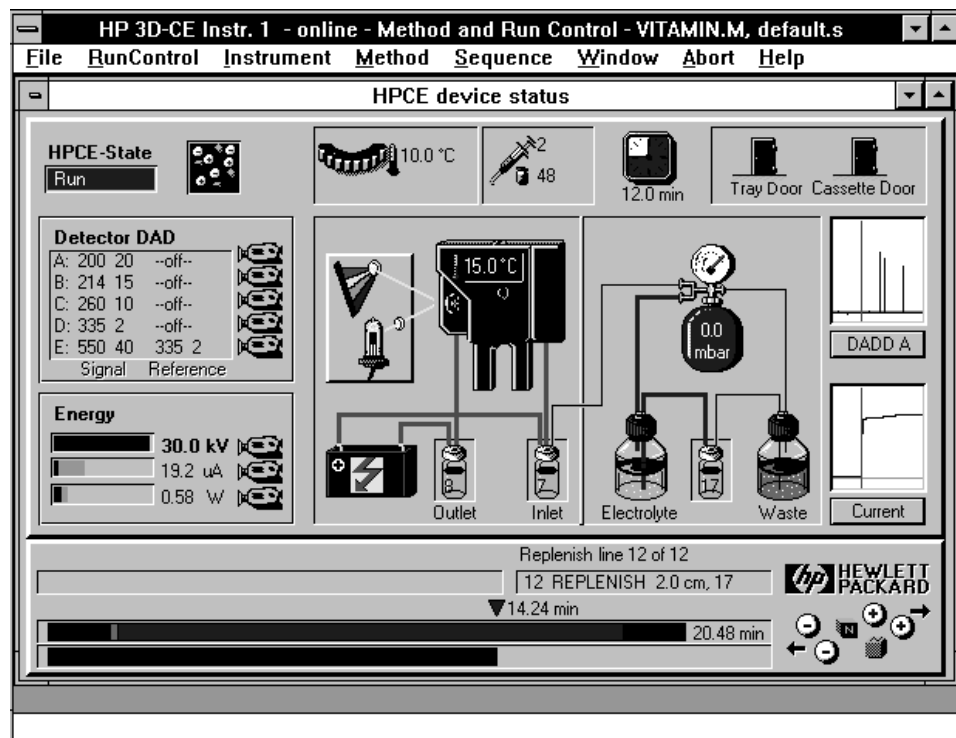 HP 3D-CE Instr. 1 - online - Method and Run Control - VITAMIN.M, default.s
File RunControl Instrument Method Sequence Window Abort Help
HPCE device status
HPCE-State
Run
10.0 °C
2
48
12.0 min
Tray Door Cassette Door
Detector DAD
A: 200 20 --off--
B: 214 15 --off--
C: 260 10 --off--
D: 335 2 --off--
E: 550 40 335 2
Signal Reference
15.0°C
0.0
mbar
DADD A
Energy
30.0 kV
19.2 uA
0.58 W
8
7
17
Outlet Inlet Electrolyte Waste
Current
Replenish line 12 of 12
12 REPLENISH 2.0 cm, 17
hp HEWLETT
PACKARD
14.24 min
20.48 min
N